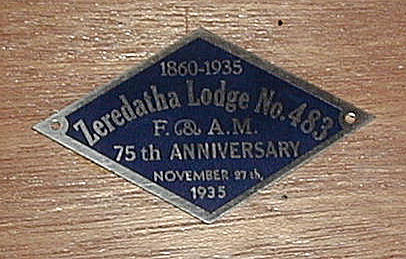 1860-1935
Zeredatha Lodge No. 483
F. & A.M.
75th ANNIVERSARY
NOVEMBER 27th,
1935